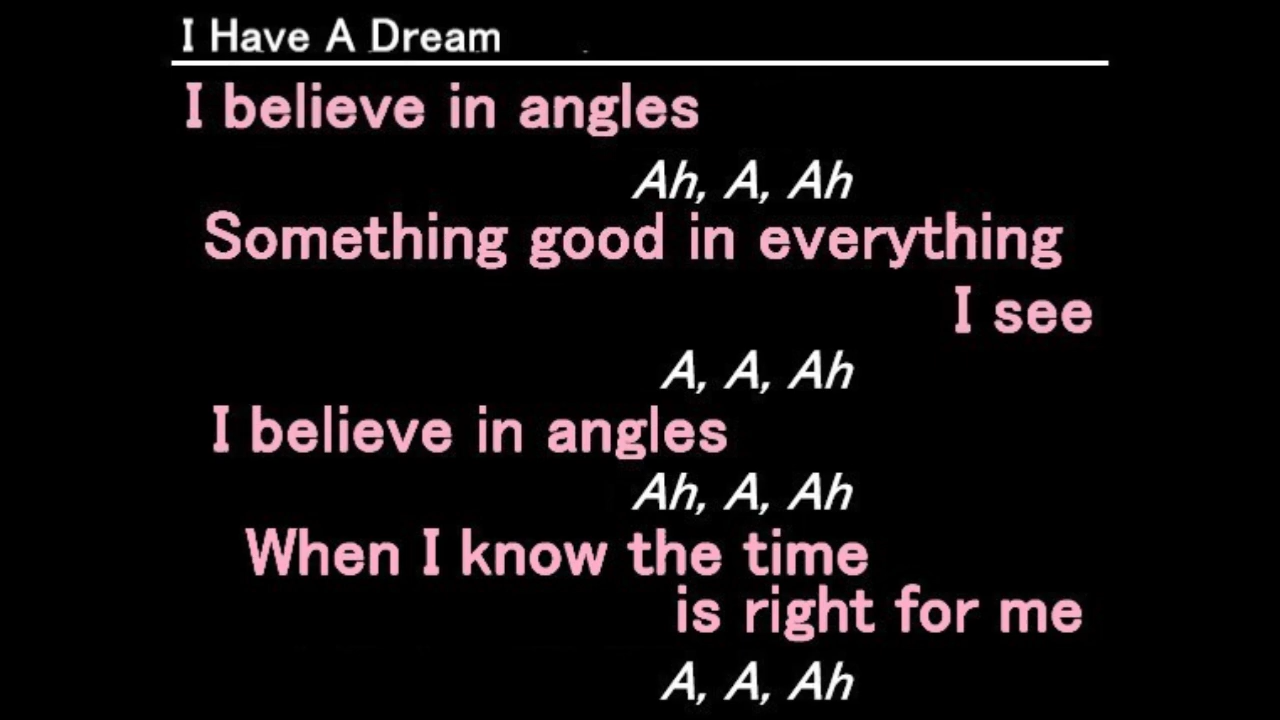 I Have A Dream
I believe in angles
Ah, A, Ah
Something good in everything
I see
A, A, Ah
I believe in angles
Ah, A, Ah
When I know the time
is right for me
A, A, Ah